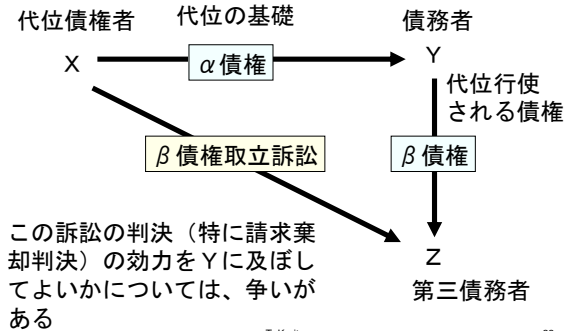 代位債権者 代位の基礎 債務者
X α債権 Y
代位行使
される債権
β債権取立訴訟 β債権
この訴訟の判決（特に請求棄
却判決）の効力をYに及ぼし
てよいかについては、争いが
ある
Z
第三債務者